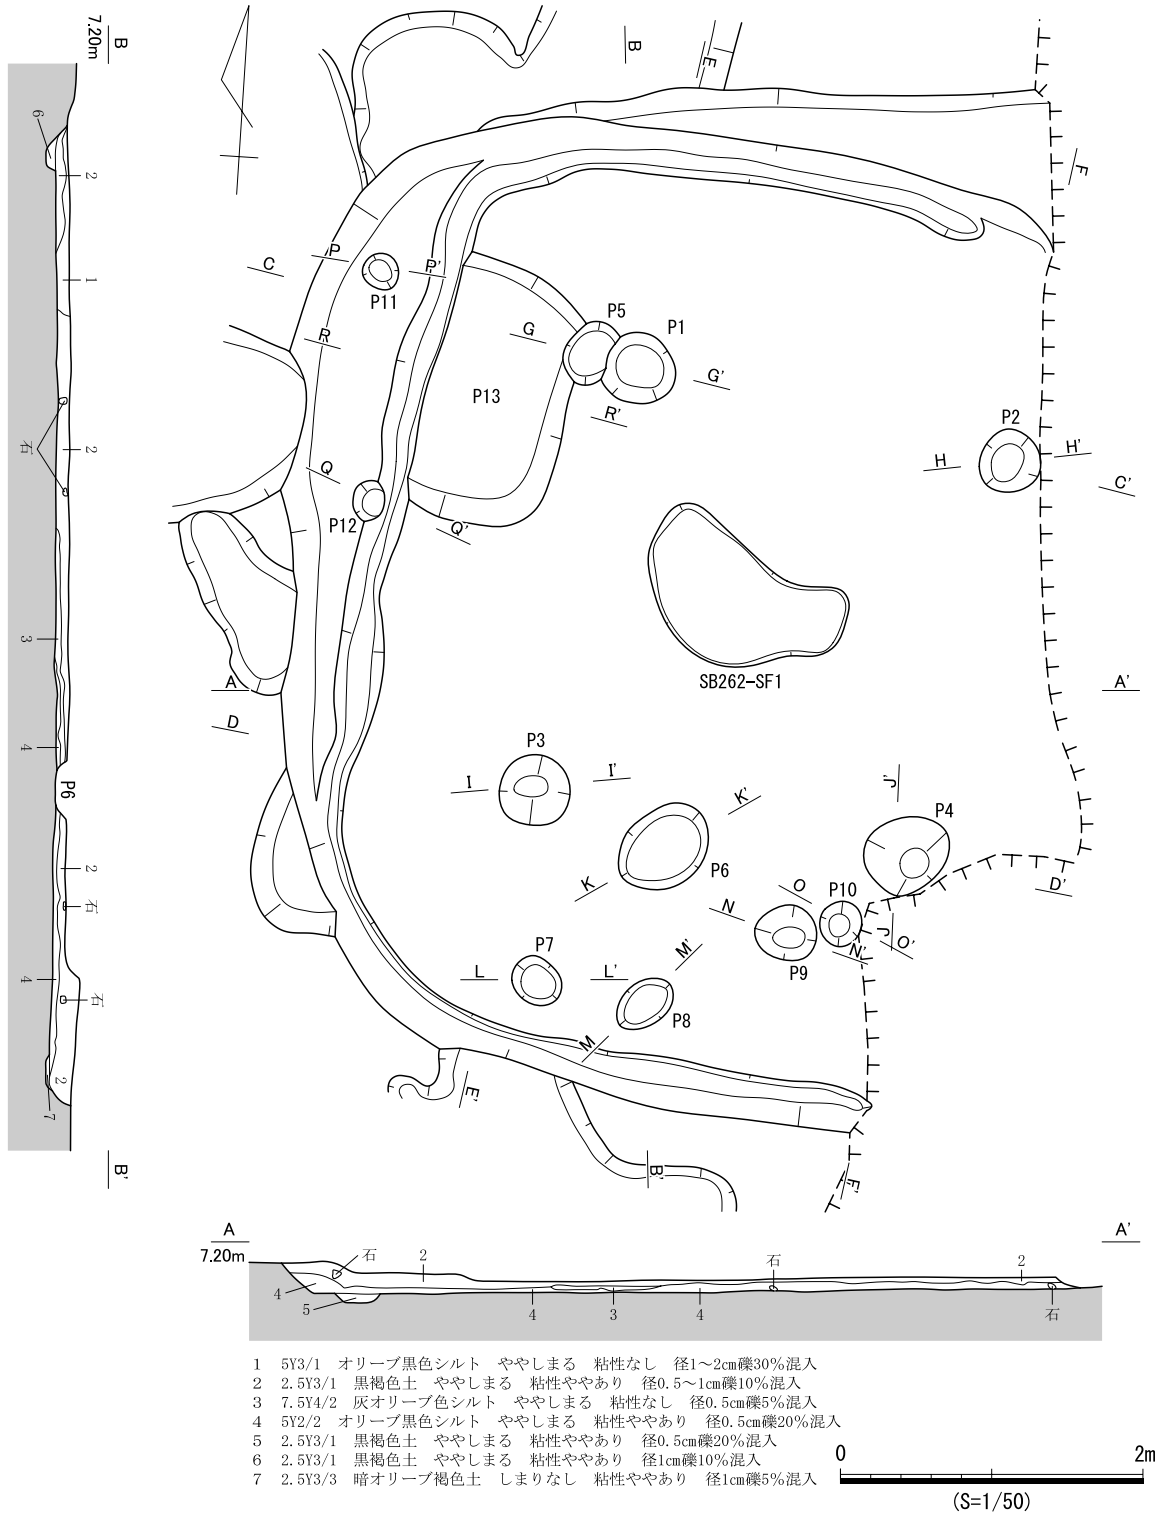 B
7.20m
6
2
1
石
2
3
4
P6
2
石
4
石
2
7
B'
B
E
F
C
P
P'
P11
R
G
P5
P1
G'
R'
P13
P2
H
H'
C'
Q
P12
Q'
SB262-SF1
A
A'
D
P3
I
I'
K'
J'
P4
P6
K
D'
N
O
P10
J
O'
N'
P9
M'
P7
L
L'
P8
M
E'
B'
F'
A
A'
7.20m
石
2
石
2
4
5
4
3
4
石
1 5Y3/1 オリーブ黒色シルト ややしまる 粘性なし 径1～2㎝礫30%混入
2 2.5Y3/1 黒褐色土 ややしまる 粘性ややあり 径0.5～1㎝礫10%混入
3 7.5Y4/2 灰オリーブ色シルト ややしまる 粘性なし 径0.5㎝礫5%混入
4 5Y2/2 オリーブ黒色シルト ややしまる 粘性ややあり 径0.5㎝礫20%混入
5 2.5Y3/1 黒褐色土 ややしまる 粘性ややあり 径0.5㎝礫20%混入
6 2.5Y3/1 黒褐色土 ややしまる 粘性ややあり 径1㎝礫10%混入
7 2.5Y3/3 暗オリーブ褐色土 しまりなし 粘性ややあり 径1㎝礫5%混入
0 2m
(S=1/50)